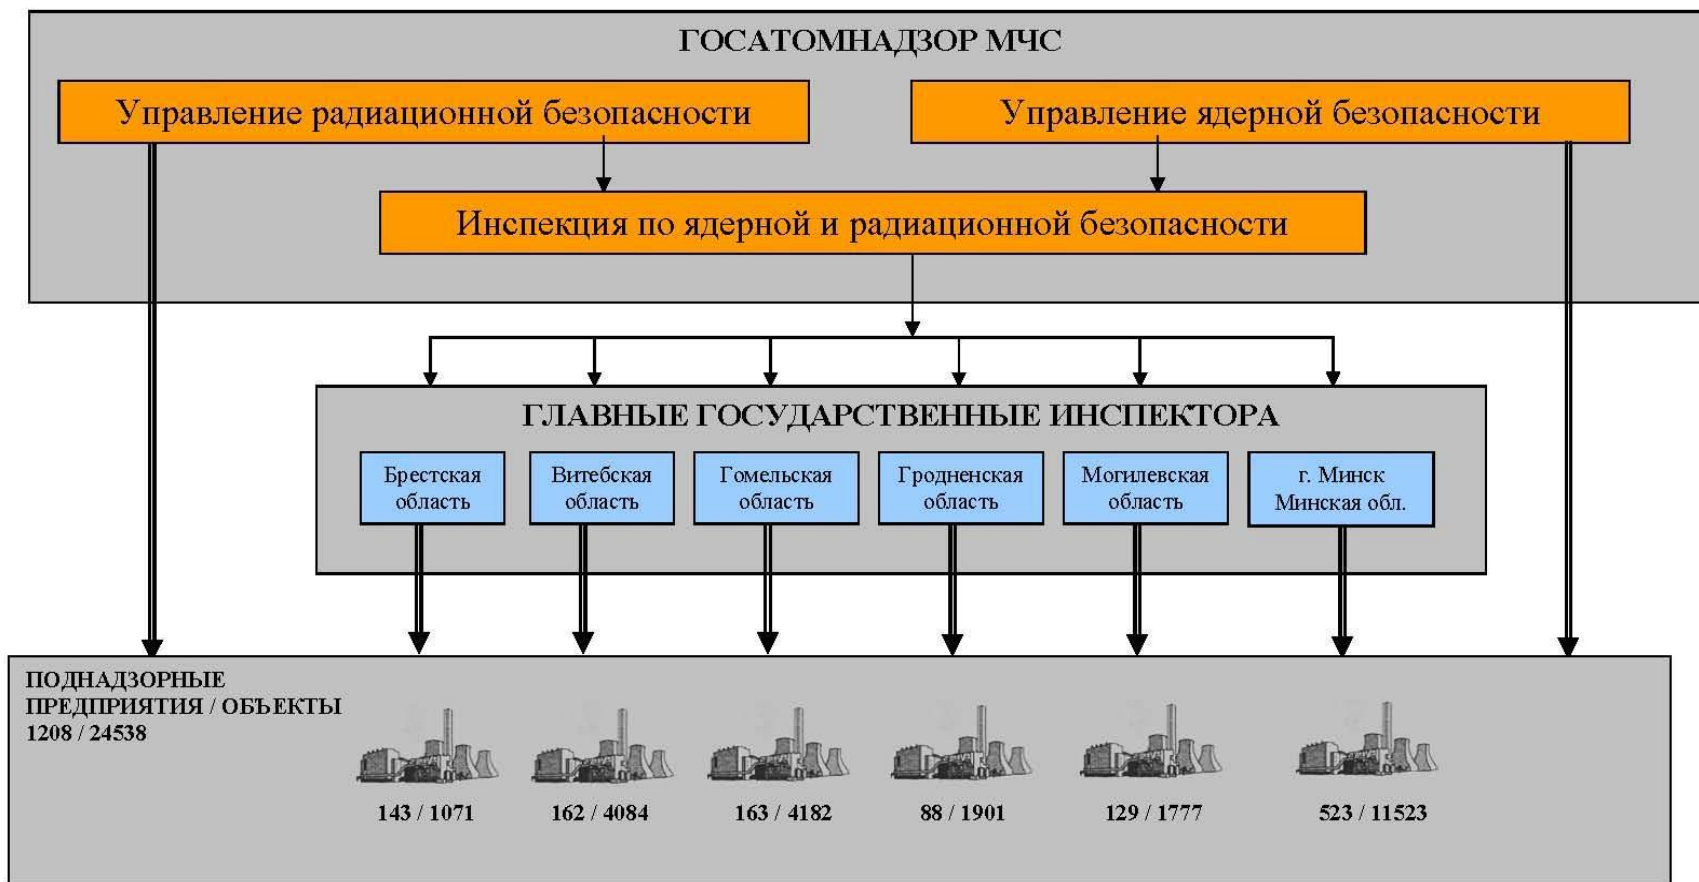 ГОСАТОМНАДЗОР МЧС
Управление радиационной безопасности
Управление ядерной безопасности
Инспекция по ядерной и радиационной безопасности
ГЛАВНЫЕ ГОСУДАРСТВЕННЫЕ ИНСПЕКТОРА
Брестская
область
Витебская
область
Гомельская
область
Гродненская
область
Могилевская
область
г. Минск
Минская обл.
ПОДНАДЗОРНЫЕ
ПРЕДПРИЯТИЯ / ОБЪЕКТЫ
1208 / 24538
143 / 1071
162 / 4084
163 / 4182
88 / 1901
129 / 1777
523 / 11523